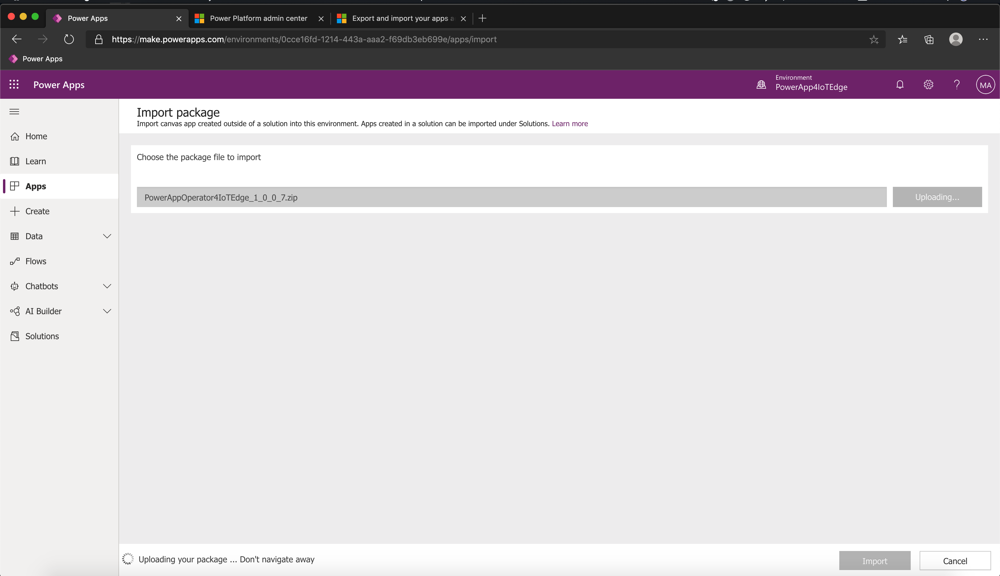 Power Apps
Power Platform admin center
Export and import your apps a
https://make.powerapps.com/environments/0cce16fd-1214-443a-aaa2-f69db3eb699e/apps/import
Power Apps
Power Apps
Environment
PowerApp4IoTEdge
MA
Import package
Import canvas app created outside of a solution into this environment. Apps created in a solution can be imported under Solutions. Learn more
Home
Learn
Apps
Create
Data
Flows
Chatbots
AI Builder
Solutions
Choose the package file to import
PowerAppOperator4IoTEdge_1_0_0_7.zip
Uploading...
Uploading your package ... Don't navigate away
Import
Cancel